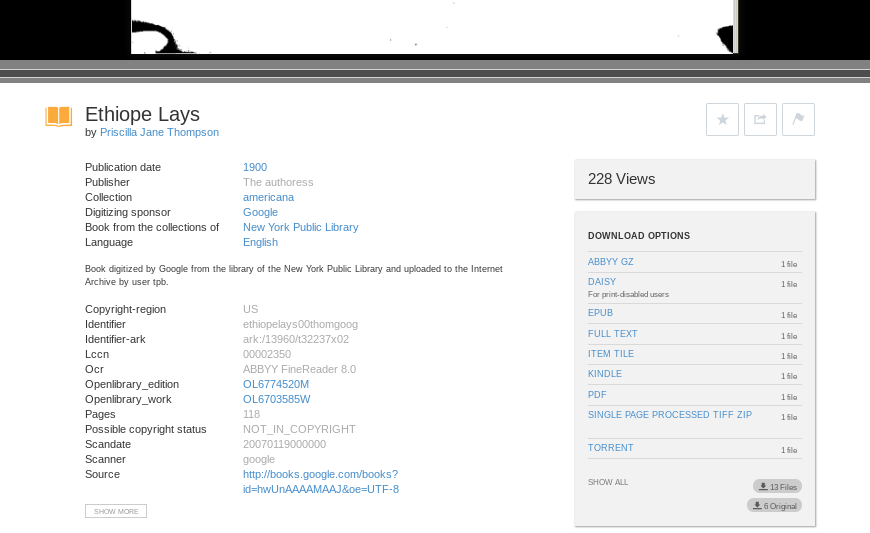 Ethiope Lays
by Priscilla Jane Thompson
Publication date 1900
Publisher The authoress
Collection americana
Digitizing sponsor Google
Book from the collections of New York Public Library
Language English
Book digitized by Google from the library of the New York Public Library and uploaded to the Internet
Archive by user tpb.
Copyright-region US
Identifier ethiopelays00thomgoog
Identifier-ark ark:/13960/t32237x02
Lccn 00002350
Ocr ABBYY FineReader 8.0
Openlibrary_edition OL6774520M
Openlibrary_work OL6703585W
Pages 118
Possible copyright status NOT_IN_COPYRIGHT
Scandate 20070119000000
Scanner google
Source http://books.google.com/books?
id=hwUnAAAAMAAJ&oe=UTF-8
SHOW MORE
228 Views
DOWNLOAD OPTIONS
ABBYY GZ 1 file
DAISY 1 file
For print-disabled users
EPUB 1 file
FULL TEXT 1 file
ITEM TILE 1 file
KINDLE 1 file
PDF 1 file
SINGLE PAGE PROCESSED TIFF ZIP 1 file
TORRENT 1 file
SHOW ALL 13 Files
6 Original